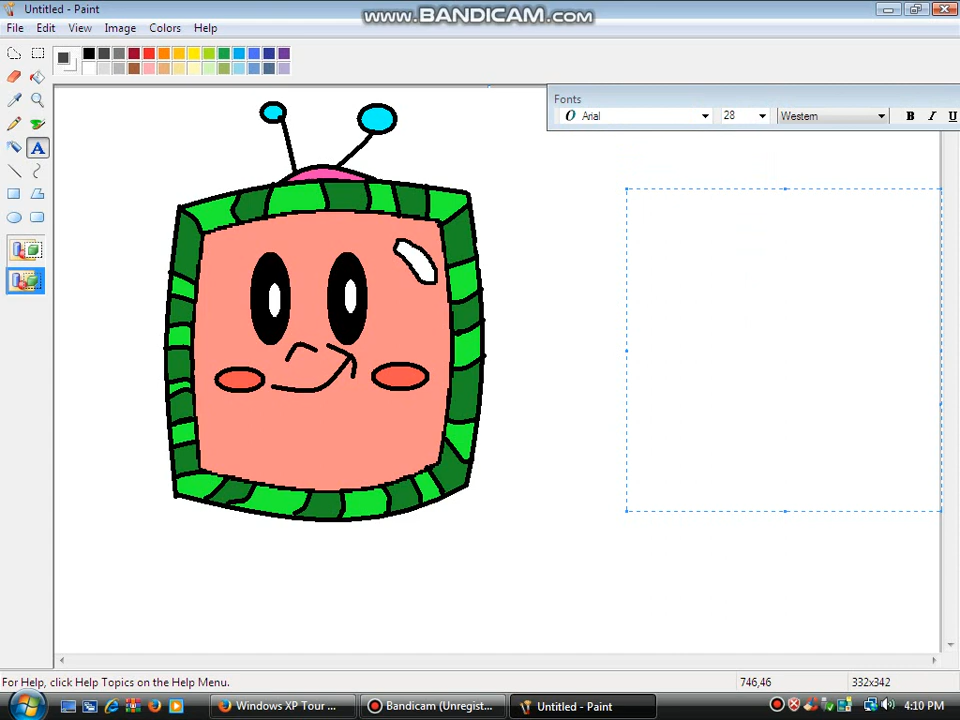 Untitled - Paint
WWW.BANDICAM.COM
File Edit View Image Colors Help
Fonts
O Arial 28 Western B I U
For Help, click Help Topics on the Help Menu. 746,46 332x342
Windows XP Tour ... Bandicam (Unregist... Untitled - Paint 4:10 PM